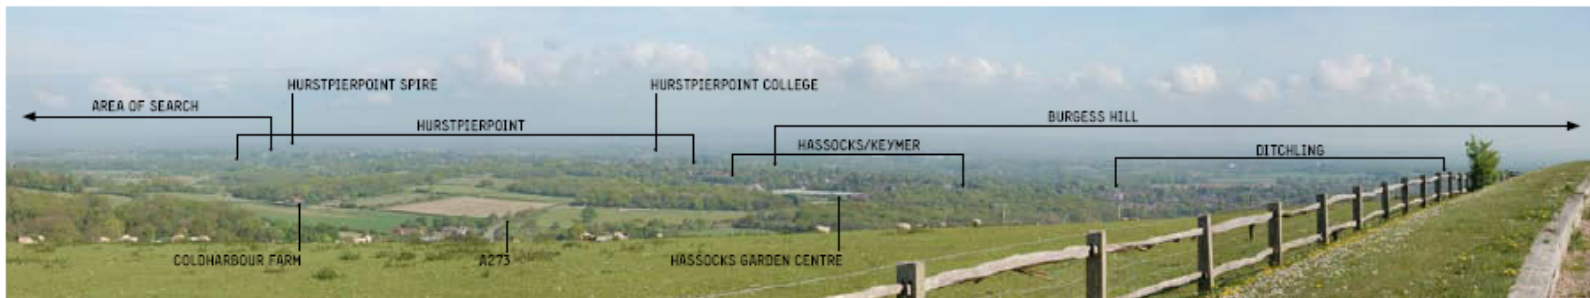 HURSTPIERPOINT SPIRE
HURSTPIERPOINT COLLEGE
AREA OF SEARCH
HURSTPIERPOINT
BURGESS HILL
HASSOCKS/KEYMER
DITCHLING
COLDHARBOUR FARM
A273
HASSOCKS GARDEN CENTRE